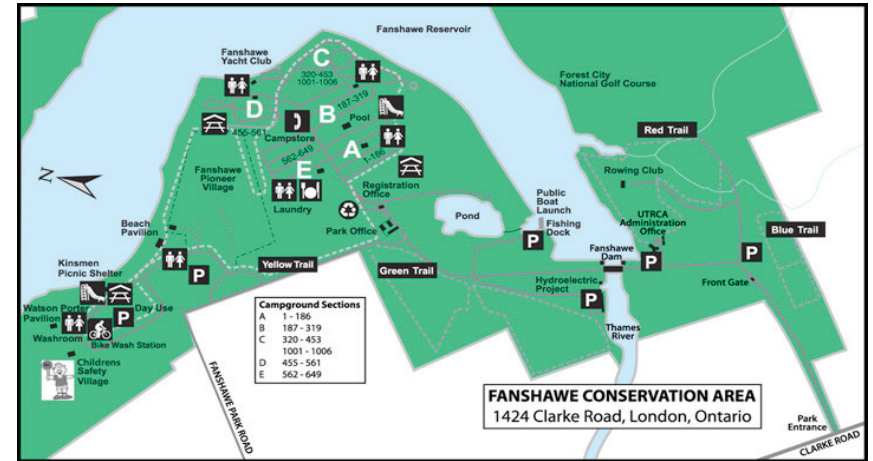 Fanshawe Reservoir
Fanshawe
Yacht Club
C
320-453
1001-1006
187-319
D
B
Pool
455-561
Campstore
A
1-186
562-649
E
Fanshawe
Pioneer
Village
Laundry
Registration
Office
Park Office
Forest City
National Golf Course
Red Trail
Rowing Club
N
Pond
Public
Boat
Launch
Fishing
Dock
P
UTRCA
Administration
Office
P
Fanshawe
Dam
P
Blue Trail
Beach
Pavilion
P
Yellow Trail
Green Trail
Kinsmen
Picnic Shelter
Hydroelectric
Project
P
Front Gate
Watson Porter
Pavilion
Day Use
P
Washroom
Bike Wash Station
Childrens
Safety
Village
Thames
River
Campground Sections
A 1 - 186
B 187 - 319
C 320 - 453
1001 - 1006
D 455 - 561
E 562 - 649
FANSHAWE PARK ROAD
FANSHAWE CONSERVATION AREA
1424 Clarke Road, London, Ontario
Park
Entrance
CLARKE ROAD